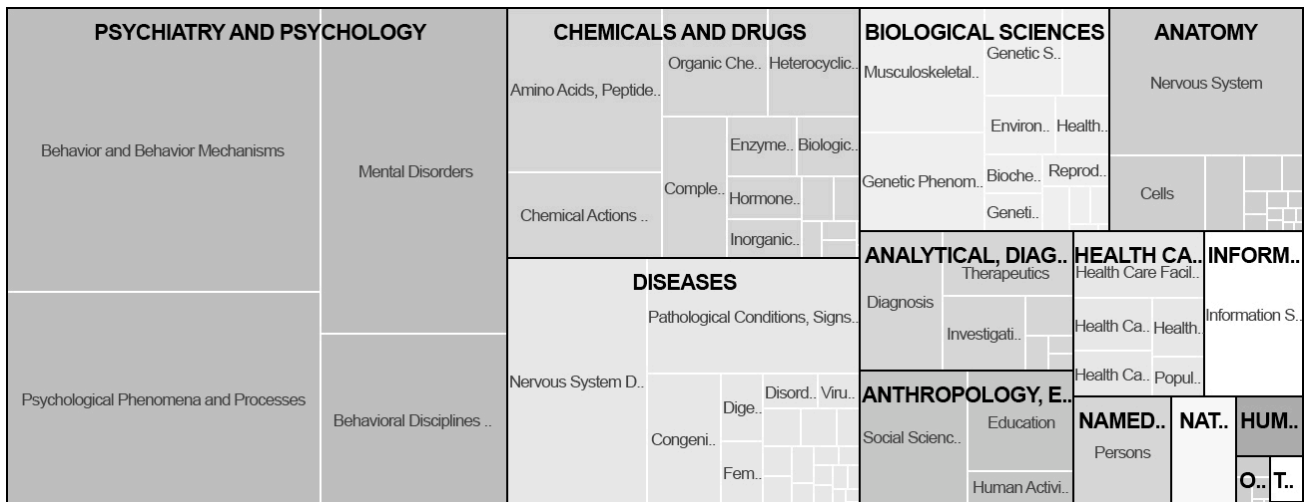 PSYCHIATRY AND PSYCHOLOGY
Behavior and Behavior Mechanisms
Mental Disorders
Psychological Phenomena and Processes
Behavioral Disciplines ..
CHEMICALS AND DRUGS
Amino Acids, Peptide..
Organic Che..
Heterocyclic..
Chemical Actions ..
Comple..
Enzyme..
Biologic..
Hormone..
Inorganic..
DISEASES
Nervous System D..
Pathological Conditions, Signs..
Congeni..
Dige..
Fem..
Disord..
Viru..
BIOLOGICAL SCIENCES
Musculoskeletal..
Genetic S..
Genetic Phenom..
Environ..
Health..
Bioche..
Reprod..
Geneti..
ANATOMY
Nervous System
Cells
ANALYTICAL, DIAG..
Diagnosis
Therapeutics
Investigati..
HEALTH CA..
Health Care Facil..
Health Ca..
Health..
Health Ca..
Popul..
INFORM..
Information S..
ANTHROPOLOGY, E..
Social Scienc..
Education
Human Activi..
NAMED..
Persons
NAT..
HUM..
O..
T..